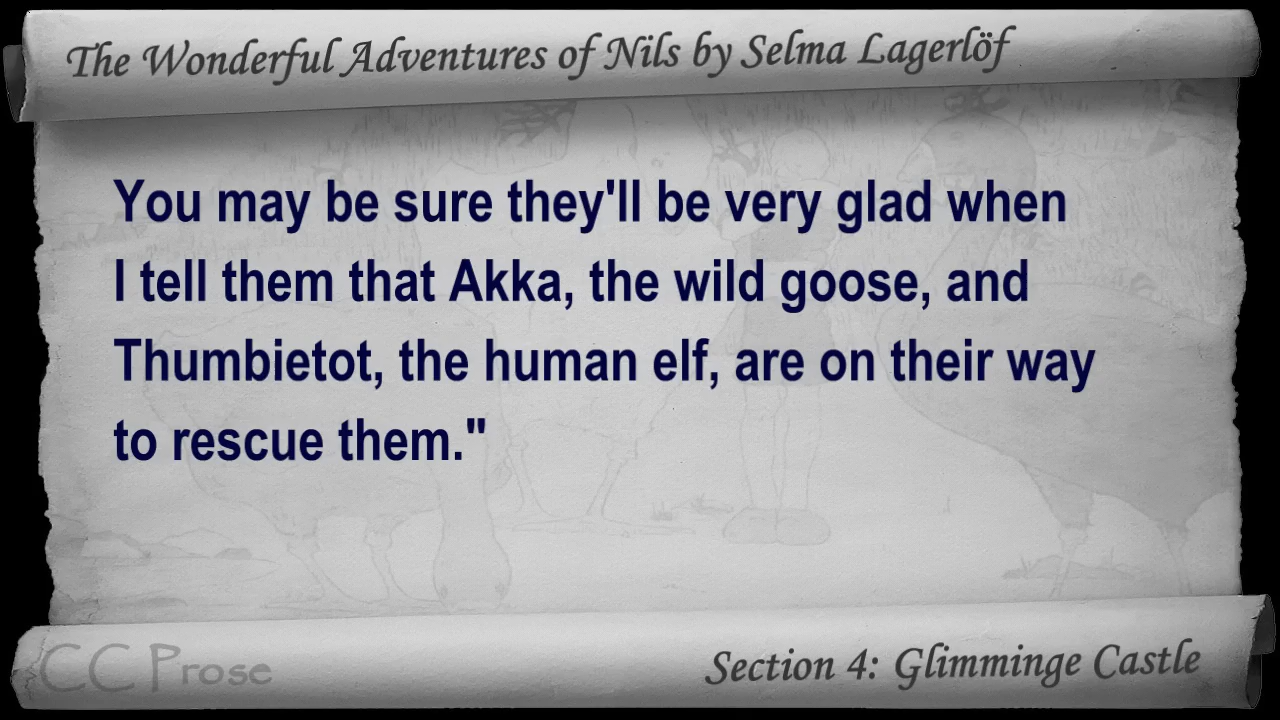 The Wonderful Adventures of Nils by Selma Lagerlöf
You may be sure they'll be very glad when
I tell them that Akka, the wild goose, and
Thumbietot, the human elf, are on their way
to rescue them."
CC Prose
Section 4: Glimminge Castle